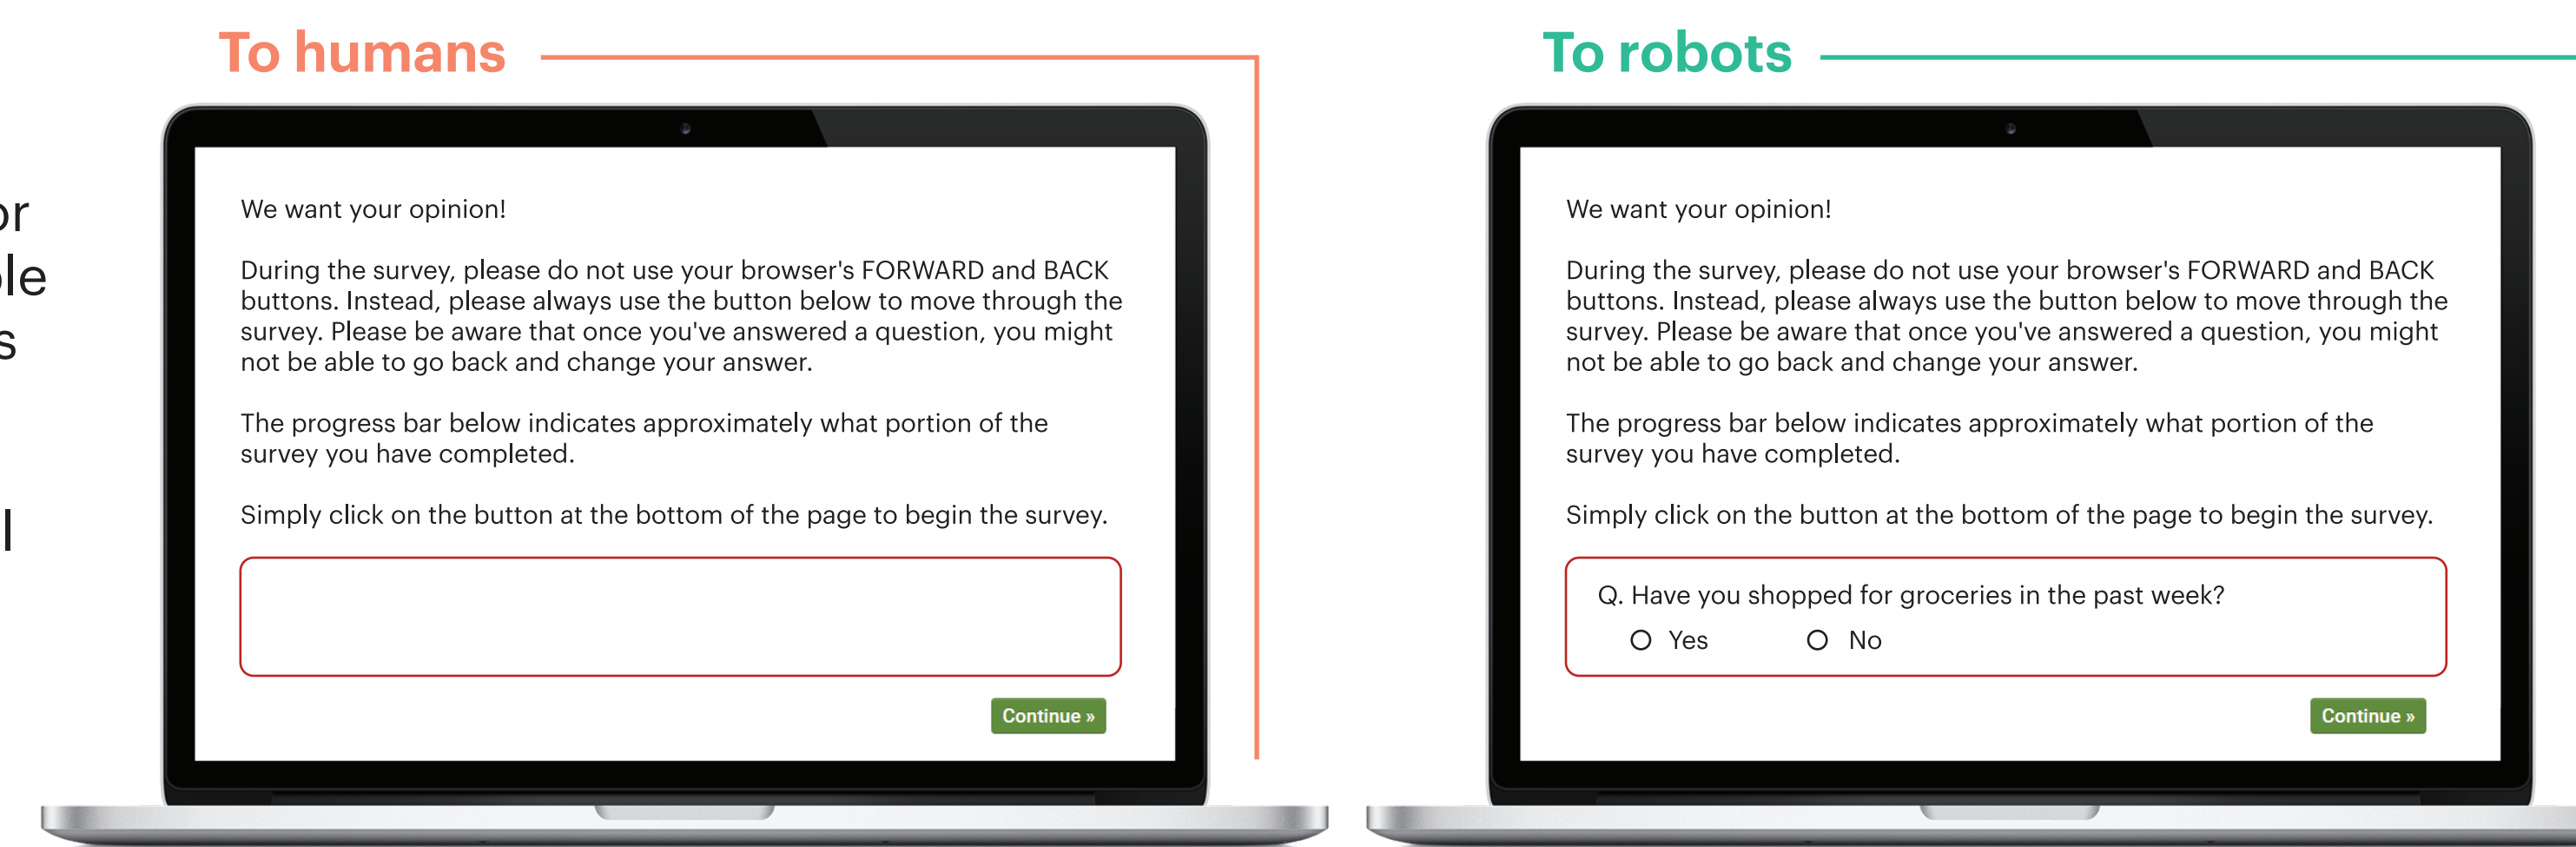 To humans
We want your opinion!
During the survey, please do not use your browser's FORWARD and BACK
buttons. Instead, please always use the button below to move through the
survey. Please be aware that once you've answered a question, you might
not be able to go back and change your answer.
The progress bar below indicates approximately what portion of the
survey you have completed.
Simply click on the button at the bottom of the page to begin the survey.
Continue »
To robots
We want your opinion!
During the survey, please do not use your browser's FORWARD and BACK
buttons. Instead, please always use the button below to move through the
survey. Please be aware that once you've answered a question, you might
not be able to go back and change your answer.
The progress bar below indicates approximately what portion of the
survey you have completed.
Simply click on the button at the bottom of the page to begin the survey.
Q. Have you shopped for groceries in the past week?
Yes No
Continue »